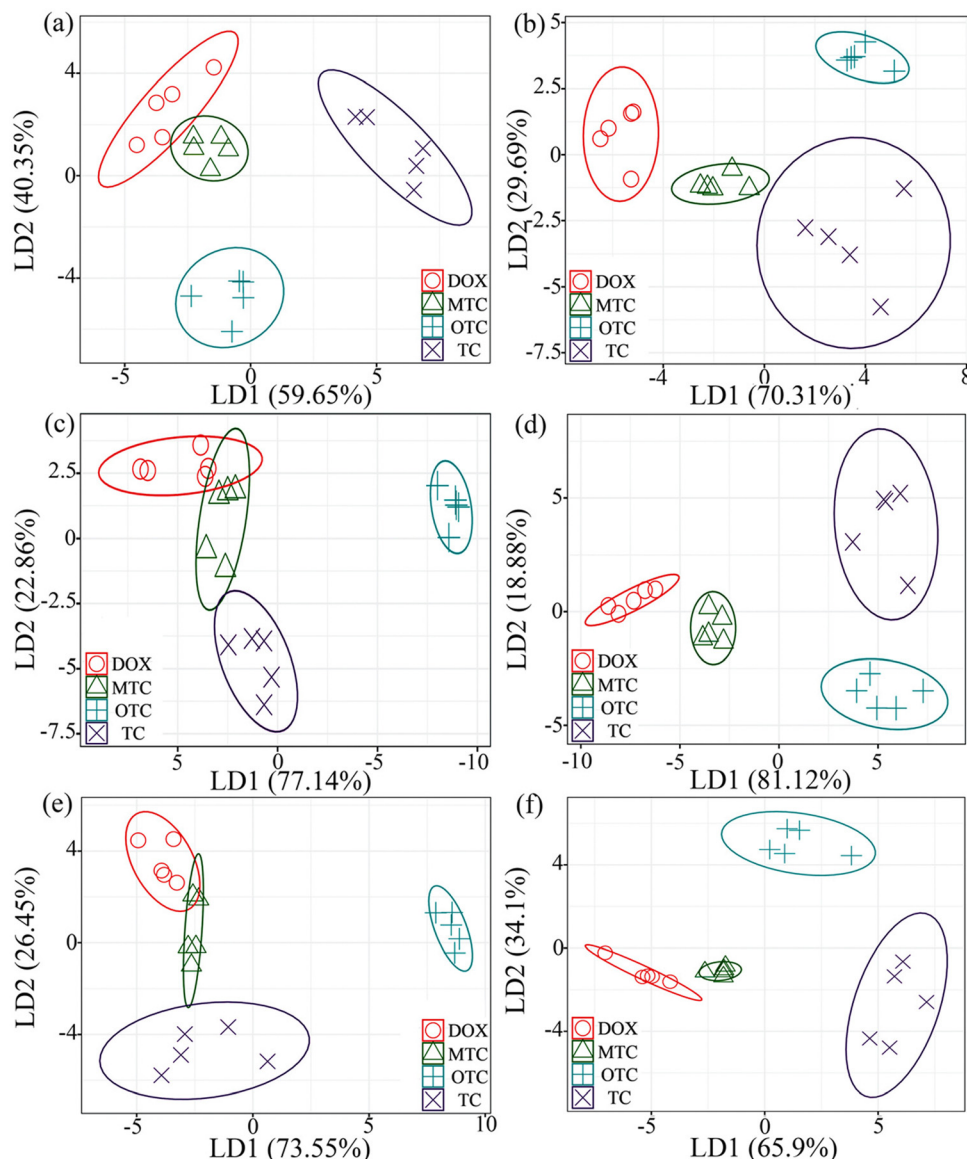 (a)
4
0
-4
-5
0
5
LD2 (40.35%)
LD1 (59.65%)
DOX
MTC
OTC
TC
(b)
5
2.5
0
-2.5
-5
-7.5
-4
0
4
8
LD2 (29.69%)
LD1 (70.31%)
DOX
MTC
OTC
TC
(c)
2.5
0
-2.5
-5
-7.5
5
0
-5
-10
LD2 (22.86%)
LD1 (77.14%)
DOX
MTC
OTC
TC
(d)
5
0
-5
-10
-5
0
5
LD2 (18.88%)
LD1 (81.12%)
DOX
MTC
OTC
TC
(e)
4
0
-4
-5
0
5
10
LD2 (26.45%)
LD1 (73.55%)
DOX
MTC
OTC
TC
(f)
4
0
-4
-5
0
5
LD2 (34.1%)
LD1 (65.9%)
DOX
MTC
OTC
TC